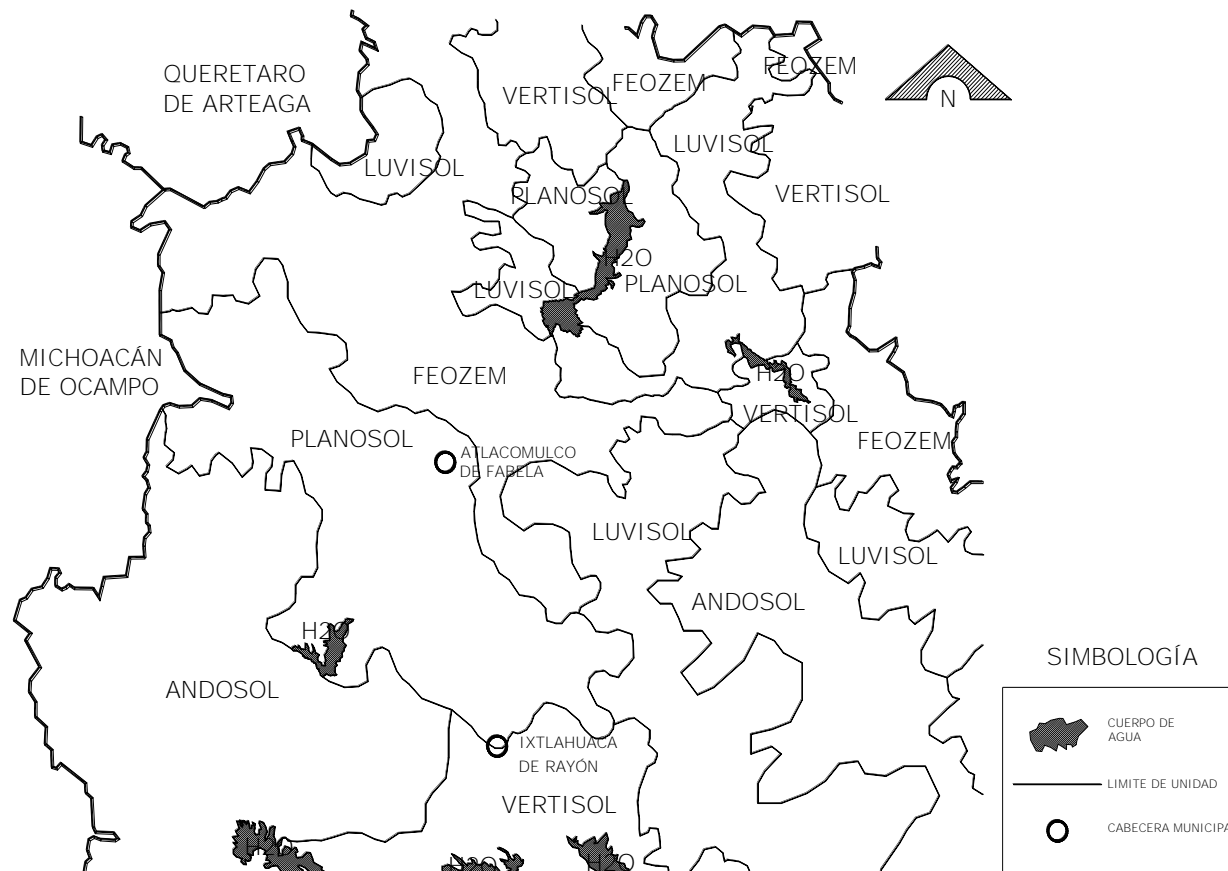 QUERETARO
DE ARTEAGA
VERTISOL
FEOZEM
FEOZEM
N
LUVISOL
LUVISOL
PLANOSOL
VERTISOL
H2O
PLANOSOL
LUVISOL
MICHOACÁN
DE OCAMPO
FEOZEM
H2O
VERTISOL
PLANOSOL
FEOZEM
ATLACOMULCO
DE FABELA
LUVISOL
LUVISOL
ANDOSOL
H2O
ANDOSOL
SIMBOLOGÍA
CUERPO DE
AGUA
IXTLAHUACA
DE RAYÓN
LIMITE DE UNIDAD
VERTISOL
CABECERA MUNICIPA
H2O
H2O